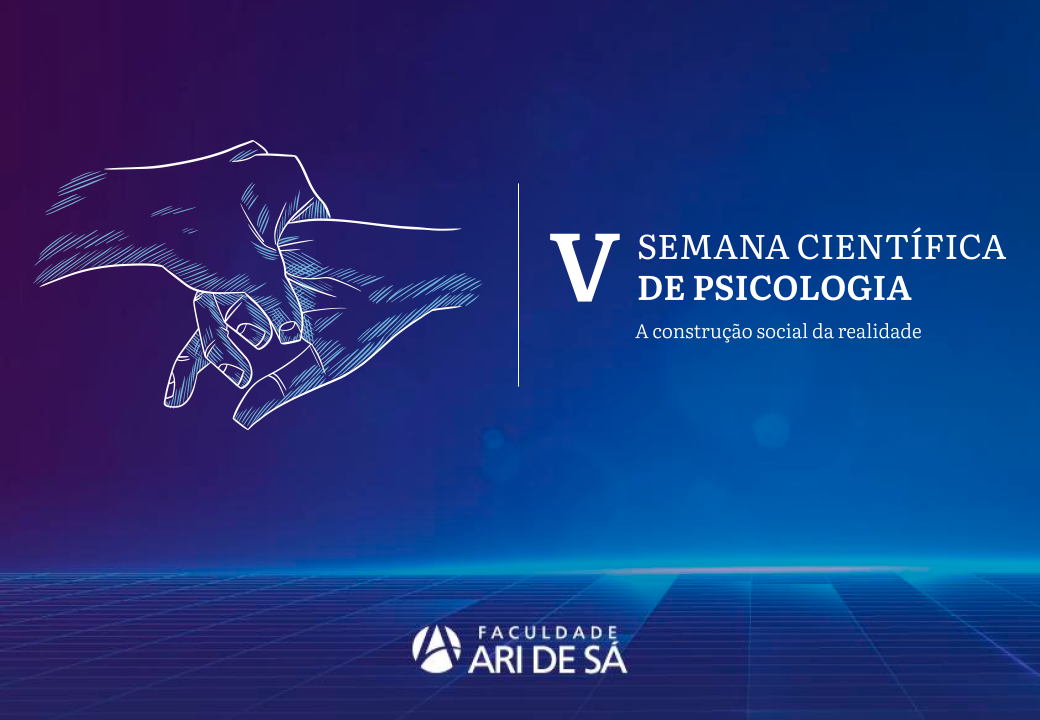 V SEMANA CIENTÍFICA
DE PSICOLOGIA
A construção social da realidade
FACULDADE
ARI DE SÁ